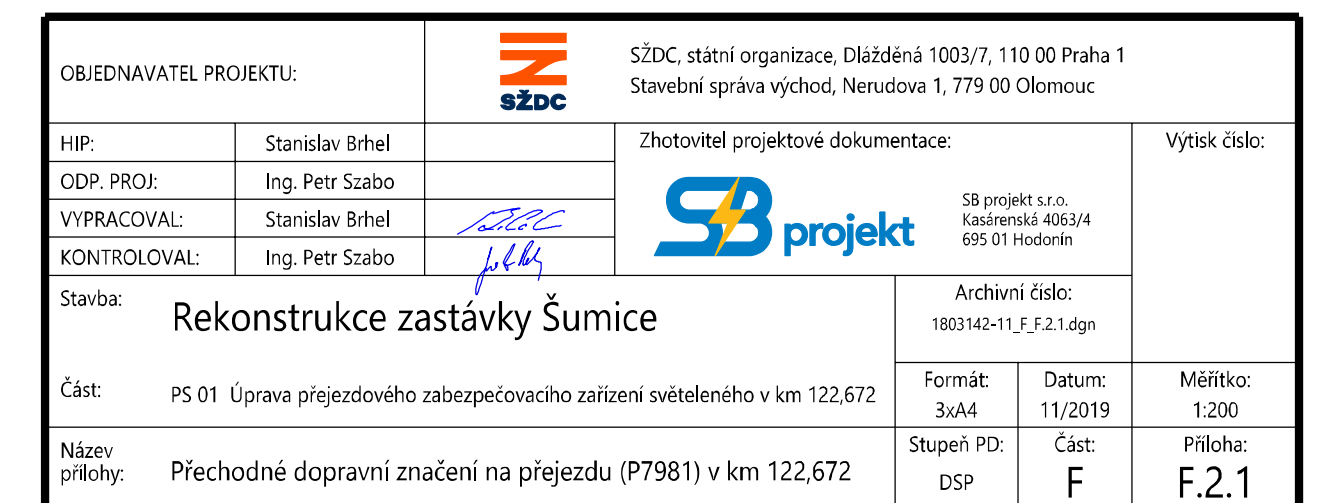 OBJEDNAVATEL PROJEKTU:
SŽDC
SŽDC, státní organizace, Dlážděná 1003/7, 110 00 Praha 1
Stavební správa východ, Nerudova 1, 779 00 Olomouc
HIP: Stanislav Brhel
ODP. PROJ: Ing. Petr Szabo
VYPRACOVAL: Stanislav Brhel
KONTROLOVAL: Ing. Petr Szabo
Zhotovitel projektové dokumentace:
SB projekt
SB projekt s.r.o.
Kasárenská 4063/4
695 01 Hodonín
Výtisk číslo:
Stavba: Rekonstrukce zastávky Šumice
Archivní číslo:
1803142-11_F_F.2.1.dgn
Část: PS 01 Úprava přejezdového zabezpečovacího zařízení světeleného v km 122,672
Formát: Datum: Měřítko:
3xA4 11/2019 1:200
Název
přílohy: Přechodné dopravní značení na přejezdu (P7981) v km 122,672
Stupeň PD: Část: Příloha:
DSP F F.2.1